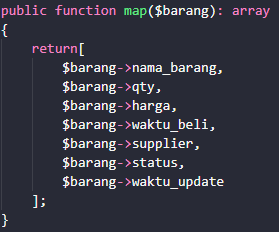 public function map($barang): array
{
    return[
        $barang->nama_barang,
        $barang->qty,
        $barang->harga,
        $barang->waktu_beli,
        $barang->supplier,
        $barang->status,
        $barang->waktu_update
    ];
}